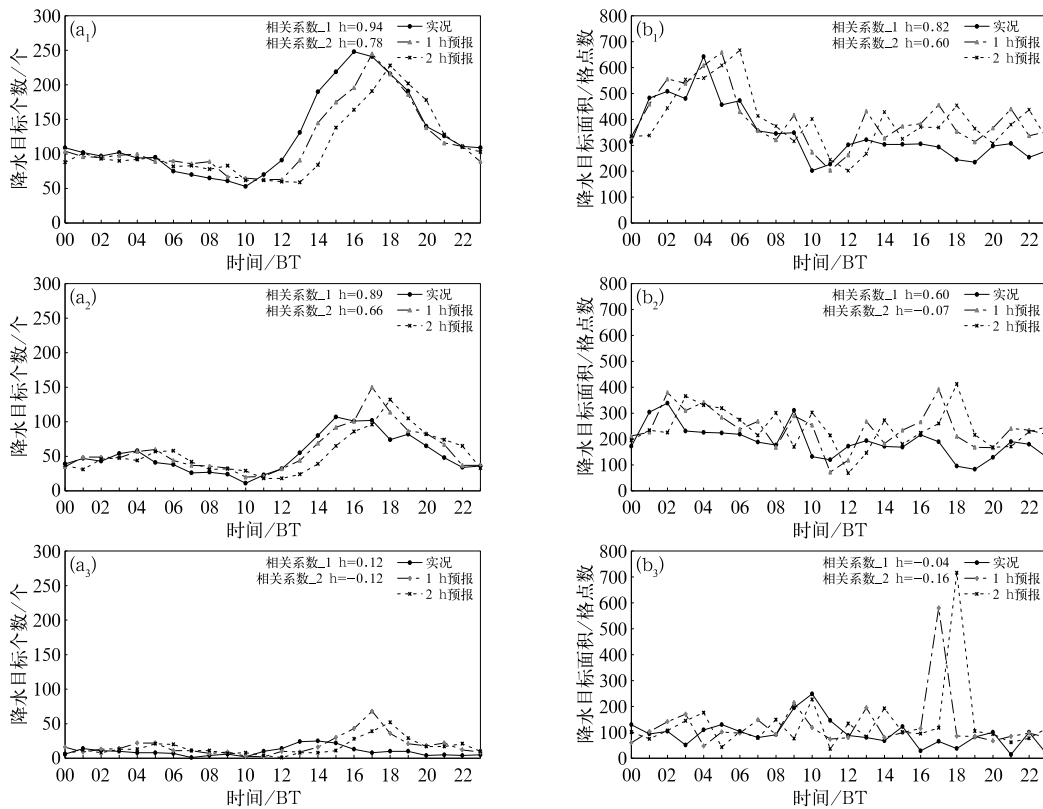 (a1)
相关系数_1 h=0.94
相关系数_2 h=0.78
实况
1 h预报
2 h预报
降水目标个数/个
300
250
200
150
100
50
0
00 02 04 06 08 10 12 14 16 18 20 22
时间/BT
(b1)
相关系数_1 h=0.82
相关系数_2 h=0.60
实况
1 h预报
2 h预报
降水目标面积/格点数
800
700
600
500
400
300
200
100
0
00 02 04 06 08 10 12 14 16 18 20 22
时间/BT
(a2)
相关系数_1 h=0.89
相关系数_2 h=0.66
实况
1 h预报
2 h预报
降水目标个数/个
300
250
200
150
100
50
0
00 02 04 06 08 10 12 14 16 18 20 22
时间/BT
(b2)
相关系数_1 h=0.60
相关系数_2 h=-0.07
实况
1 h预报
2 h预报
降水目标面积/格点数
800
700
600
500
400
300
200
100
0
00 02 04 06 08 10 12 14 16 18 20 22
时间/BT
(a3)
相关系数_1 h=0.12
相关系数_2 h=-0.12
实况
1 h预报
2 h预报
降水目标个数/个
300
250
200
150
100
50
0
00 02 04 06 08 10 12 14 16 18 20 22
时间/BT
(b3)
相关系数_1 h=-0.04
相关系数_2 h=-0.16
实况
1 h预报
2 h预报
降水目标面积/格点数
800
700
600
500
400
300
200
100
0
00 02 04 06 08 10 12 14 16 18 20 22
时间/BT